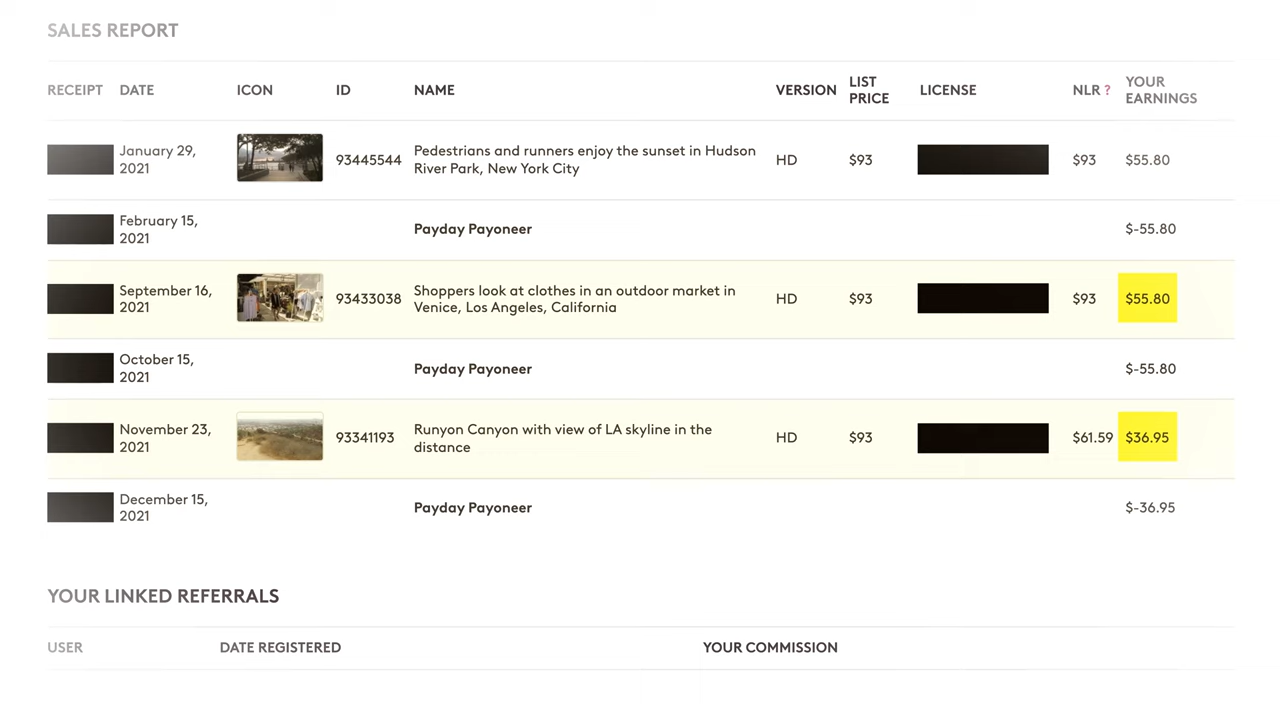 SALES REPORT
RECEIPT DATE ICON ID NAME VERSION LIST PRICE LICENSE NLR ? YOUR EARNINGS
January 29, 2021 93445544 Pedestrians and runners enjoy the sunset in Hudson River Park, New York City HD $93 $93 $55.80
February 15, 2021 Payday Payoneer $-55.80
September 16, 2021 93433038 Shoppers look at clothes in an outdoor market in Venice, Los Angeles, California HD $93 $93 $55.80
October 15, 2021 Payday Payoneer $-55.80
November 23, 2021 93341193 Runyon Canyon with view of LA skyline in the distance HD $93 $61.59 $36.95
December 15, 2021 Payday Payoneer $-36.95
YOUR LINKED REFERRALS
USER DATE REGISTERED YOUR COMMISSION